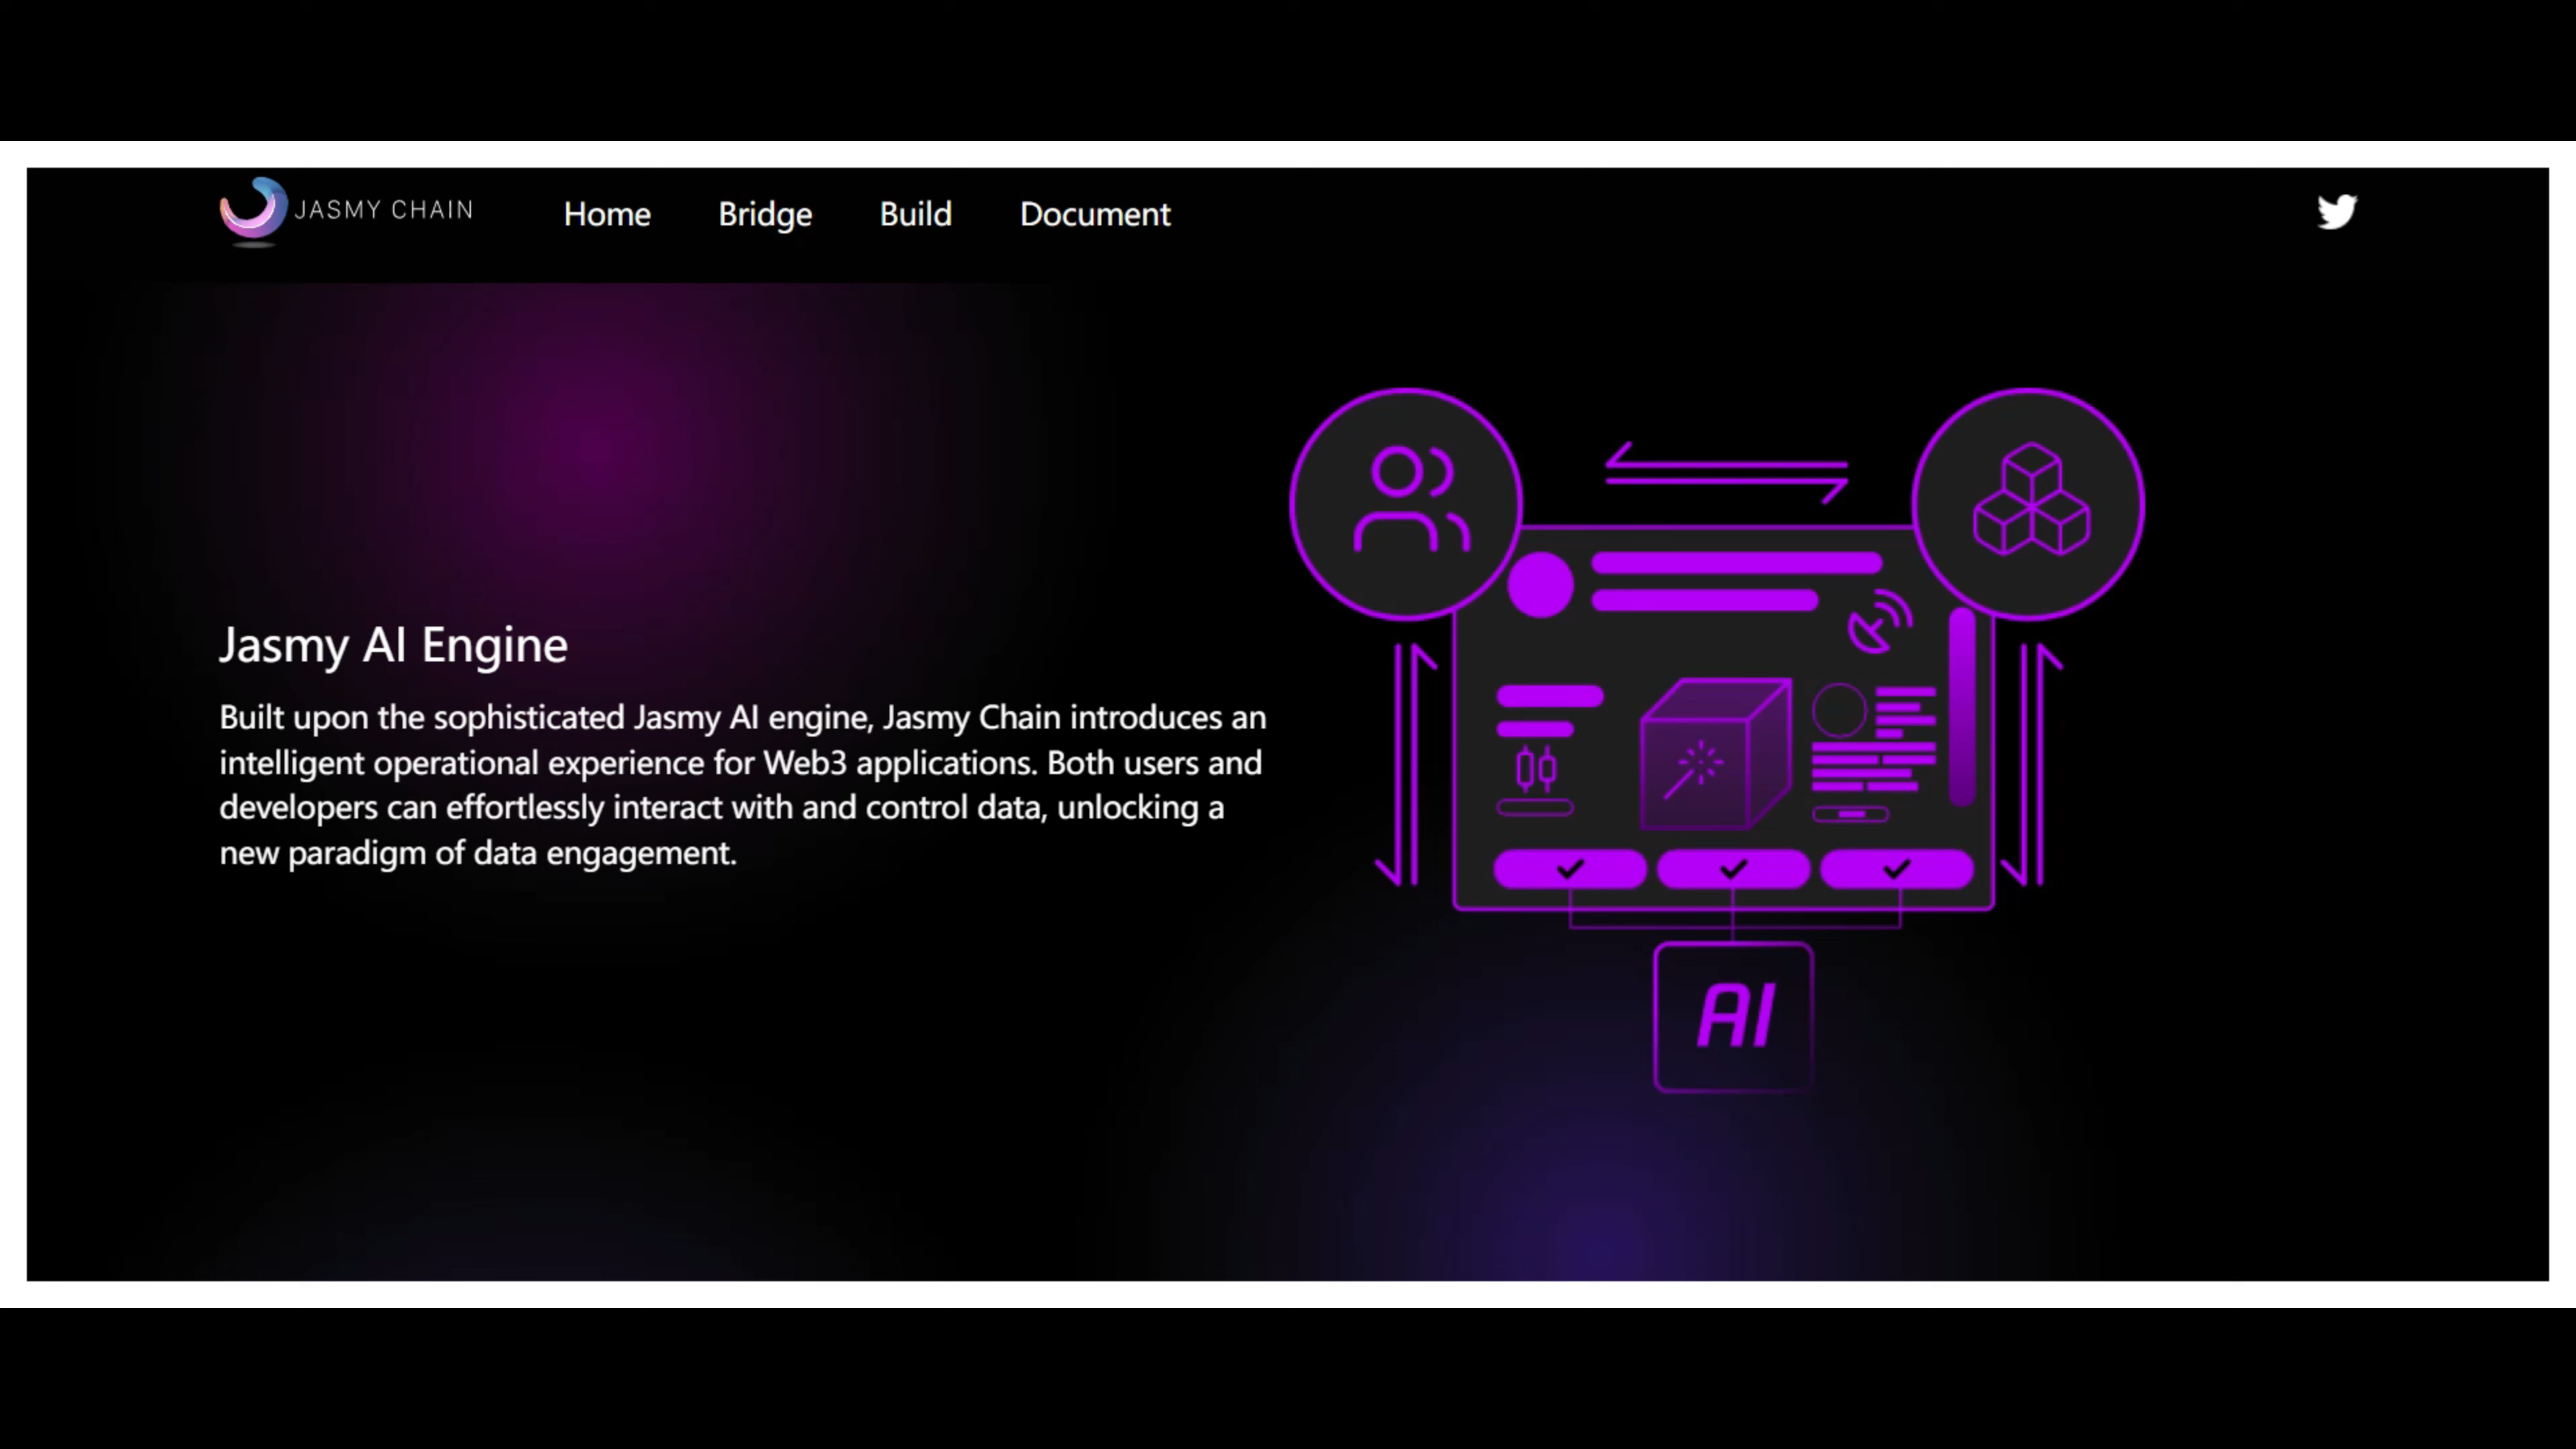 JASMY CHAIN
Home
Bridge
Build
Document
Jasmy AI Engine
Built upon the sophisticated Jasmy AI engine, Jasmy Chain introduces an
intelligent operational experience for Web3 applications. Both users and
developers can effortlessly interact with and control data, unlocking a
new paradigm of data engagement.
AI